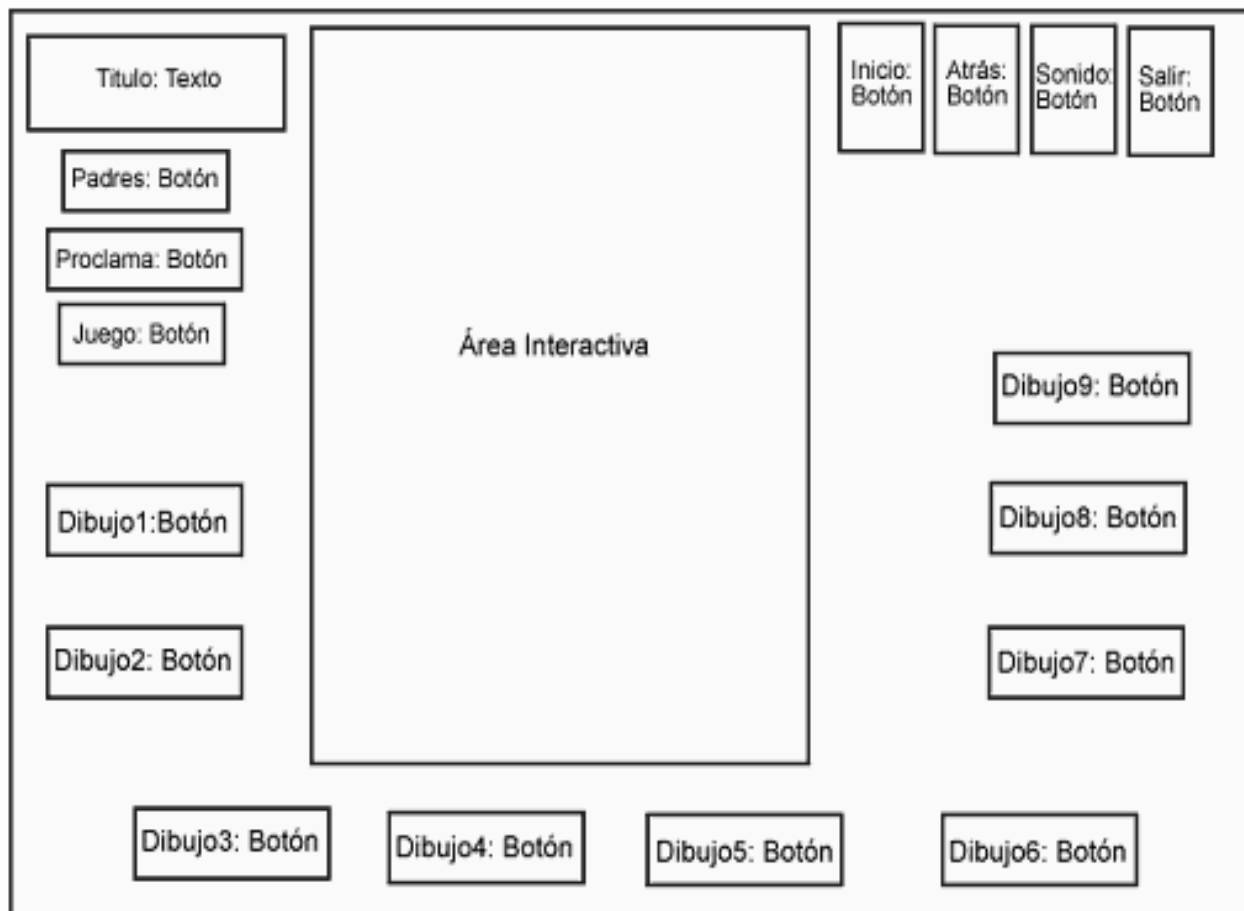 Titulo: Texto
Padres: Botón
Proclama: Botón
Juego: Botón
Área Interactiva
Inicio:
Botón
Atrás:
Botón
Sonido:
Botón
Salir:
Botón
Dibujo1:Botón
Dibujo2: Botón
Dibujo3: Botón
Dibujo4: Botón
Dibujo5: Botón
Dibujo6: Botón
Dibujo7: Botón
Dibujo8: Botón
Dibujo9: Botón